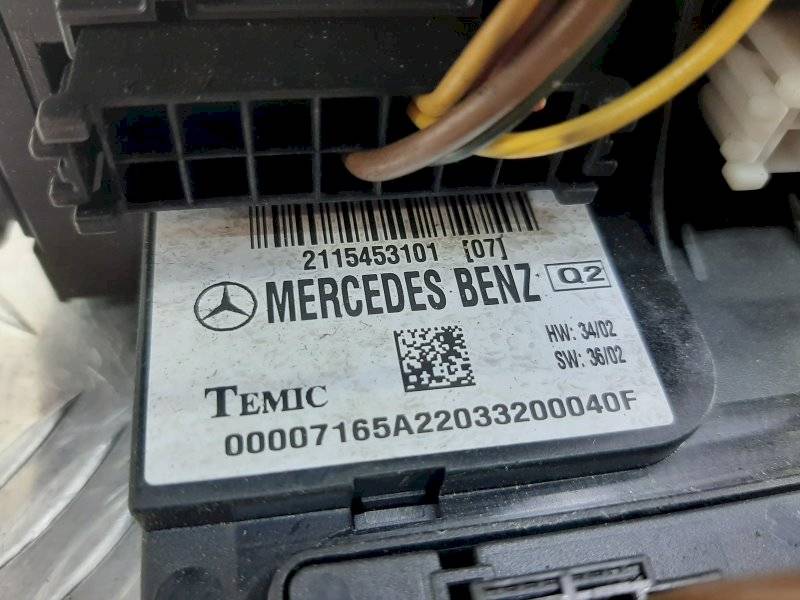 2115453101 [07]
MERCEDES BENZ Q2
HW: 34/02
SW: 36/02
TEMIC
00007165A22033200040F